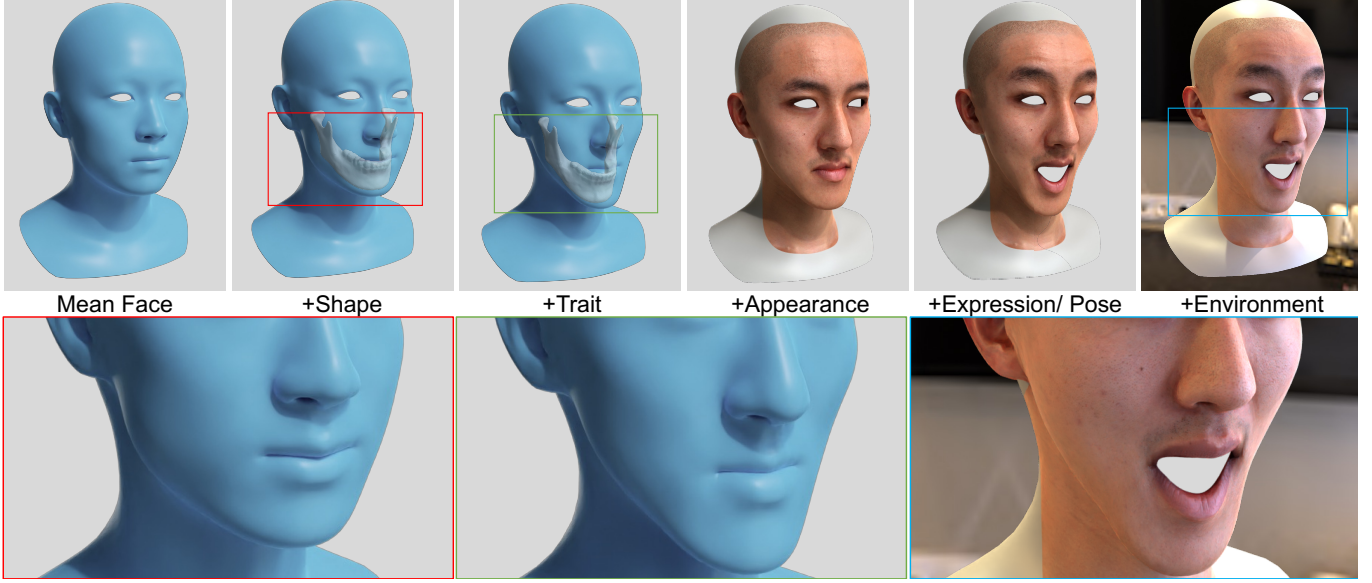 Mean Face
+Shape
+Trait
+Appearance
+Expression/ Pose
+Environment